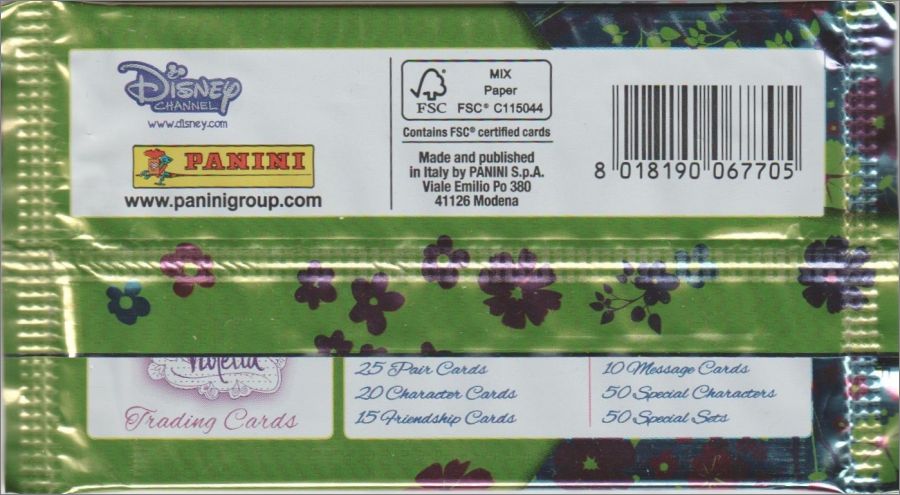 Disney
CHANNEL
www.disney.com
PANINI
www.paninigroup.com
FSC
MIX
Paper
FSC® C115044
Contains FSC® certified cards
Made and published
in Italy by PANINI S.p.A.
Viale Emilio Po 380
41126 Modena
8 018190 067705
Violetta
Trading Cards
25 Pair Cards
20 Character Cards
15 Friendship Cards
10 Message Cards
50 Special Characters
50 Special Sets